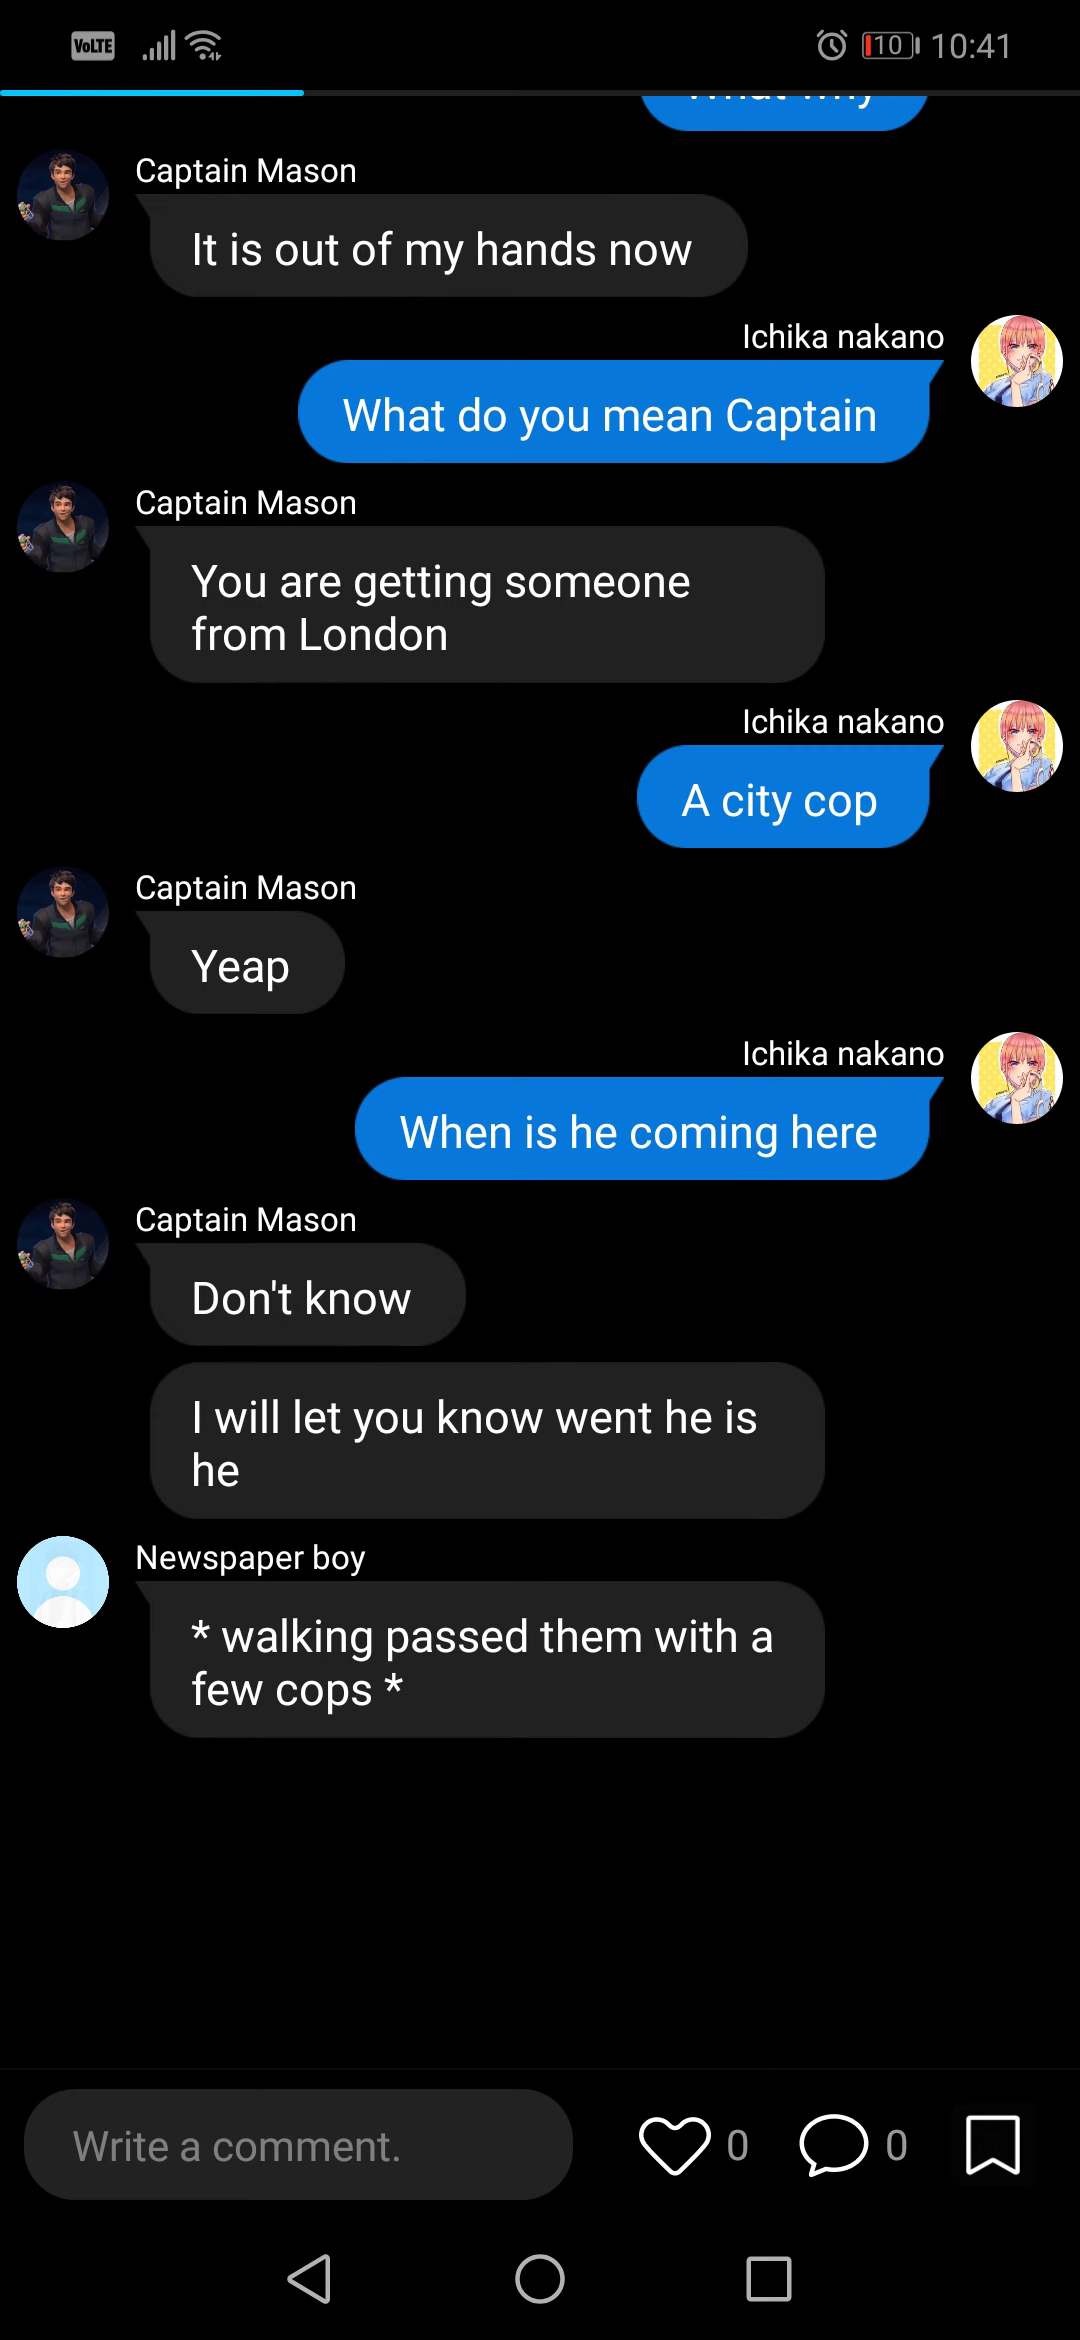 VoLTE
10 10:41
What why
Captain Mason
It is out of my hands now
Ichika nakano
What do you mean Captain
Captain Mason
You are getting someone
from London
Ichika nakano
A city cop
Captain Mason
Yeap
Ichika nakano
When is he coming here
Captain Mason
Don't know
I will let you know went he is
he
Newspaper boy
* walking passed them with a
few cops *
Write a comment.
0
0